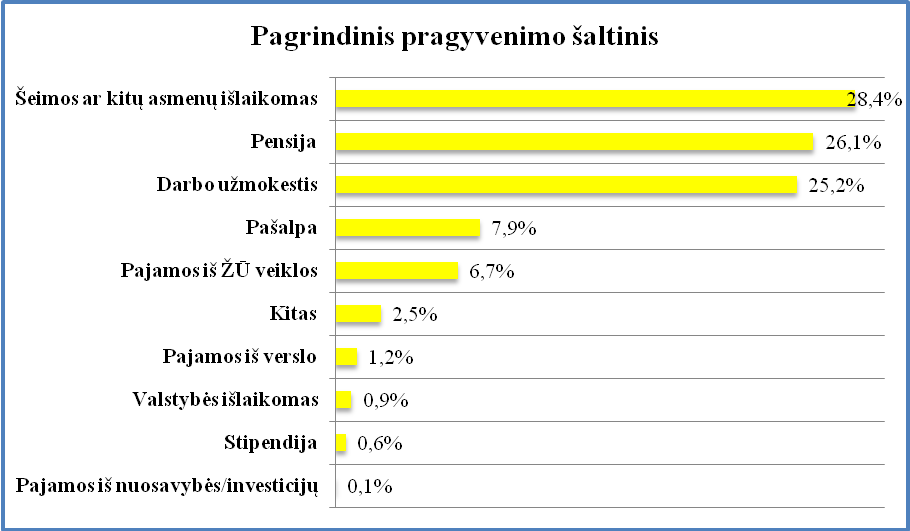 Pagrindinis pragyvenimo šaltinis
Šeimos ar kitų asmenų išlaikomas 28,4%
Pensija 26,1%
Darbo užmokestis 25,2%
Pašalpa 7,9%
Pajamos iš ŽŪ veiklos 6,7%
Kitas 2,5%
Pajamos iš verslo 1,2%
Valstybės išlaikomas 0,9%
Stipendija 0,6%
Pajamos iš nuosavybės/investicijų 0,1%